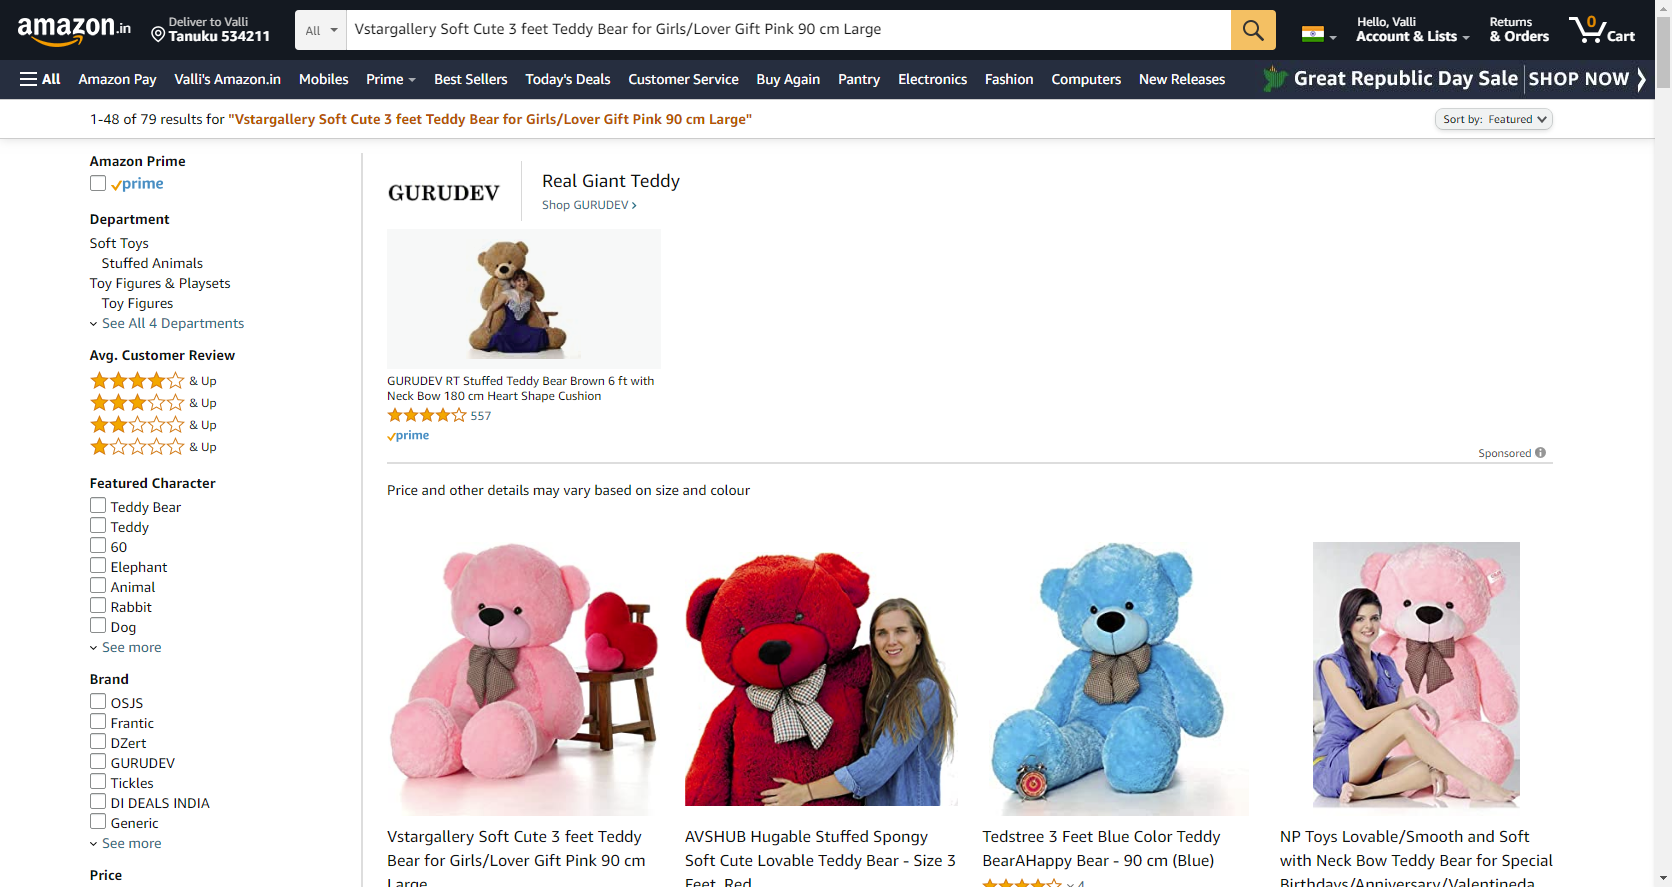 amazon.in
Deliver to Valli
Tanuku 534211
All
Vstargallery Soft Cute 3 feet Teddy Bear for Girls/Lover Gift Pink 90 cm Large
Hello, Valli
Account & Lists
Returns
& Orders
0
Cart
All
Amazon Pay
Valli's Amazon.in
Mobiles
Prime
Best Sellers
Today's Deals
Customer Service
Buy Again
Pantry
Electronics
Fashion
Computers
New Releases
Great Republic Day Sale
SHOP NOW
1-48 of 79 results for "Vstargallery Soft Cute 3 feet Teddy Bear for Girls/Lover Gift Pink 90 cm Large"
Sort by: Featured
Amazon Prime
prime
Department
Soft Toys
Stuffed Animals
Toy Figures & Playsets
Toy Figures
See All 4 Departments
Avg. Customer Review
& Up
& Up
& Up
& Up
Featured Character
Teddy Bear
Teddy
60
Elephant
Animal
Rabbit
Dog
See more
Brand
OSJS
Frantic
DZert
GURUDEV
Tickles
DI DEALS INDIA
Generic
See more
Price
GURUDEV
Real Giant Teddy
Shop GURUDEV ›
GURUDEV RT Stuffed Teddy Bear Brown 6 ft with
Neck Bow 180 cm Heart Shape Cushion
557
prime
Sponsored
Price and other details may vary based on size and colour
Vstargallery Soft Cute 3 feet Teddy
Bear for Girls/Lover Gift Pink 90 cm
Large
AVSHUB Hugable Stuffed Spongy
Soft Cute Lovable Teddy Bear - Size 3
Feet, Red
Tedstree 3 Feet Blue Color Teddy
BearAHappy Bear - 90 cm (Blue)
4
NP Toys Lovable/Smooth and Soft
with Neck Bow Teddy Bear for Special
Birthdays/Anniversary/Valentineda